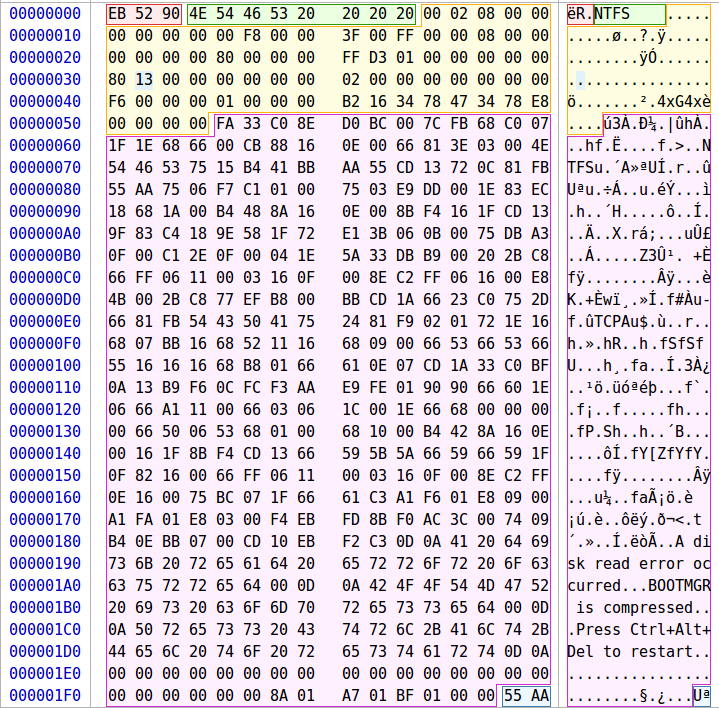 00000000 EB 52 90 4E 54 46 53 20 20 20 20 00 02 08 00 00 ëR.NTFS    .....
00000010 00 00 00 00 00 F8 00 00 3F 00 FF 00 00 08 00 00 .....ø..?.ÿ.....
00000020 00 00 00 00 80 00 00 00 FF D3 01 00 00 00 00 00 ........ÿÓ......
00000030 80 13 00 00 00 00 00 00 02 00 00 00 00 00 00 00 ................
00000040 F6 00 00 00 01 00 00 00 B2 16 34 78 47 34 78 E8 ö.......².4xG4xè
00000050 00 00 00 00 FA 33 C0 8E D0 BC 00 7C FB 68 C0 07 ....ú3À.Ð¼.|ûhÀ.
00000060 1F 1E 68 66 00 CB 88 16 0E 00 66 81 3E 03 00 4E ..hf.Ë....f.>..N
00000070 54 46 53 75 15 B4 41 BB AA 55 CD 13 72 0C 81 FB TFSu.´A»ªUÍ.r..û
00000080 55 AA 75 06 F7 C1 01 00 75 03 E9 DD 00 1E 83 EC Uªu.÷Á..u.éÝ...ì
00000090 18 68 1A 00 B4 48 8A 16 0E 00 8B F4 16 1F CD 13 .h..´H.....ô..Í.
000000A0 9F 83 C4 18 9E 58 1F 72 E1 3B 06 0B 00 75 DB A3 ..Ä..X.rá;...uÛ£
000000B0 0F 00 C1 2E 0F 00 04 1E 5A 33 DB B9 00 20 2B C8 ..Á.....Z3Û¹. +È
000000C0 66 FF 06 11 00 03 16 0F 00 8E C2 FF 06 16 00 E8 fÿ........Âÿ...è
000000D0 4B 00 2B C8 77 EF B8 00 BB CD 1A 66 23 C0 75 2D K.+Èwï¸.»Í.f#Àu-
000000E0 66 81 FB 54 43 50 41 75 24 81 F9 02 01 72 1E 16 f.ûTCPAu$.ù..r..
000000F0 68 07 BB 16 68 52 11 16 68 09 00 66 53 66 53 66 h.».hR..h..fSfSf
00000100 55 16 16 16 68 B8 01 66 61 0E 07 CD 1A 33 C0 BF U...h¸.fa..Í.3À¿
00000110 0A 13 B9 F6 0C FC F3 AA E9 FE 01 90 90 66 60 1E ..¹ö.üóªéþ...f`.
00000120 06 66 A1 11 00 66 03 06 1C 00 1E 66 68 00 00 00 .f¡..f.....fh...
00000130 00 66 50 06 53 68 01 00 68 10 00 B4 42 8A 16 0E .fP.Sh..h..´B...
00000140 00 16 1F 8B F4 CD 13 66 59 5B 5A 66 59 66 59 1F ....ôÍ.fY[ZfYfY.
00000150 0F 82 16 00 66 FF 06 11 00 03 16 0F 00 8E C2 FF ....fÿ........Âÿ
00000160 0E 16 00 75 BC 07 1F 66 61 C3 A1 F6 01 E8 09 00 ...u¼..faÃ¡ö.è..
00000170 A1 FA 01 E8 03 00 F4 EB FD 8B F0 AC 3C 00 74 09 ¡ú.è..ôëý.ð¬<.t.
00000180 B4 0E BB 07 00 CD 10 EB F2 C3 0D 0A 41 20 64 69 ´.»..Í.ëòÃ..A di
00000190 73 6B 20 72 65 61 64 20 65 72 72 6F 72 20 6F 63 sk read error oc
000001A0 63 75 72 72 65 64 00 0D 0A 42 4F 4F 54 4D 47 52 curred...BOOTMGR
000001B0 20 69 73 20 63 6F 6D 70 72 65 73 73 65 64 00 0D  is compressed..
000001C0 0A 50 72 65 73 73 20 43 74 72 6C 2B 41 6C 74 2B .Press Ctrl+Alt+
000001D0 44 65 6C 20 74 6F 20 72 65 73 74 61 72 74 0D 0A Del to restart..
000001E0 00 00 00 00 00 00 00 00 00 00 00 00 00 00 00 00 ................
000001F0 00 00 00 00 00 00 8A 01 A7 01 BF 01 00 00 55 AA ........§.¿...Uª